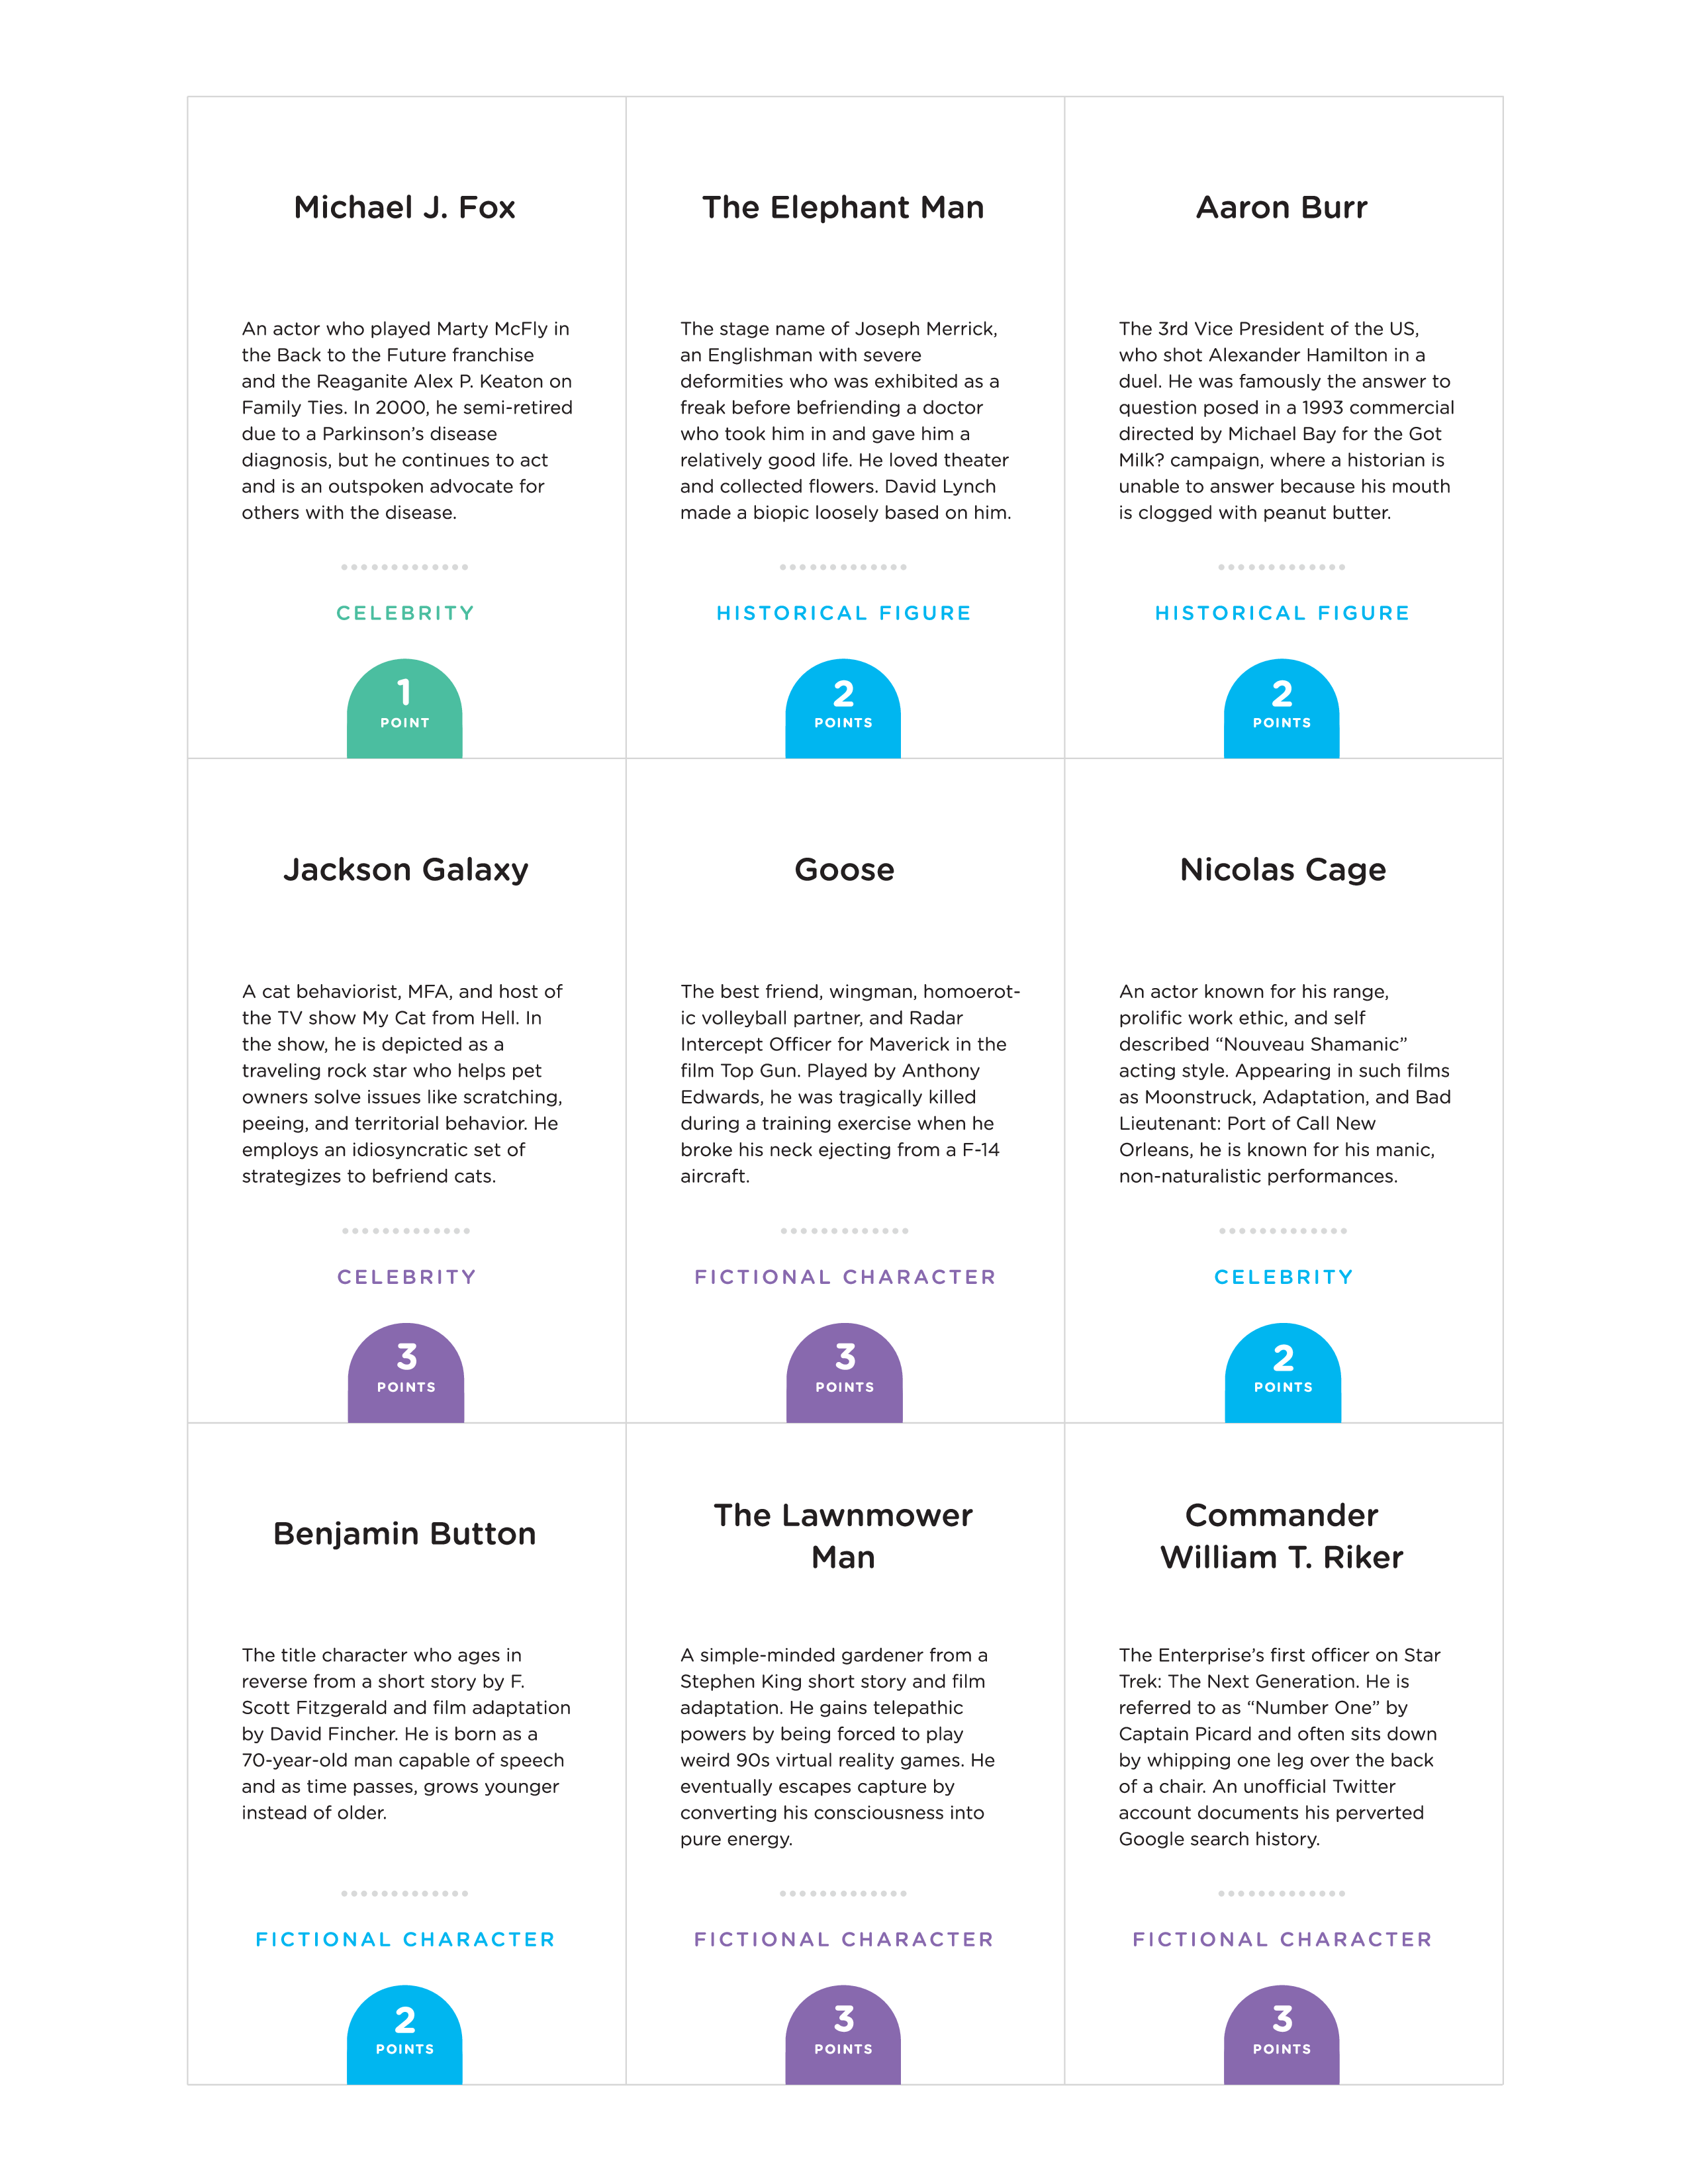 Michael J. Fox
An actor who played Marty McFly in
the Back to the Future franchise
and the Reaganite Alex P. Keaton on
Family Ties. In 2000, he semi-retired
due to a Parkinson’s disease
diagnosis, but he continues to act
and is an outspoken advocate for
others with the disease.
CELEBRITY
1
POINT
The Elephant Man
The stage name of Joseph Merrick,
an Englishman with severe
deformities who was exhibited as a
freak before befriending a doctor
who took him in and gave him a
relatively good life. He loved theater
and collected flowers. David Lynch
made a biopic loosely based on him.
HISTORICAL FIGURE
2
POINTS
Aaron Burr
The 3rd Vice President of the US,
who shot Alexander Hamilton in a
duel. He was famously the answer to
question posed in a 1993 commercial
directed by Michael Bay for the Got
Milk? campaign, where a historian is
unable to answer because his mouth
is clogged with peanut butter.
HISTORICAL FIGURE
2
POINTS
Jackson Galaxy
A cat behaviorist, MFA, and host of
the TV show My Cat from Hell. In
the show, he is depicted as a
traveling rock star who helps pet
owners solve issues like scratching,
peeing, and territorial behavior. He
employs an idiosyncratic set of
strategizes to befriend cats.
CELEBRITY
3
POINTS
Goose
The best friend, wingman, homoerot-
ic volleyball partner, and Radar
Intercept Officer for Maverick in the
film Top Gun. Played by Anthony
Edwards, he was tragically killed
during a training exercise when he
broke his neck ejecting from a F-14
aircraft.
FICTIONAL CHARACTER
3
POINTS
Nicolas Cage
An actor known for his range,
prolific work ethic, and self
described “Nouveau Shamanic”
acting style. Appearing in such films
as Moonstruck, Adaptation, and Bad
Lieutenant: Port of Call New
Orleans, he is known for his manic,
non-naturalistic performances.
CELEBRITY
2
POINTS
Benjamin Button
The title character who ages in
reverse from a short story by F.
Scott Fitzgerald and film adaptation
by David Fincher. He is born as a
70-year-old man capable of speech
and as time passes, grows younger
instead of older.
FICTIONAL CHARACTER
2
POINTS
The Lawnmower
Man
A simple-minded gardener from a
Stephen King short story and film
adaptation. He gains telepathic
powers by being forced to play
weird 90s virtual reality games. He
eventually escapes capture by
converting his consciousness into
pure energy.
FICTIONAL CHARACTER
3
POINTS
Commander
William T. Riker
The Enterprise’s first officer on Star
Trek: The Next Generation. He is
referred to as “Number One” by
Captain Picard and often sits down
by whipping one leg over the back
of a chair. An unofficial Twitter
account documents his perverted
Google search history.
FICTIONAL CHARACTER
3
POINTS